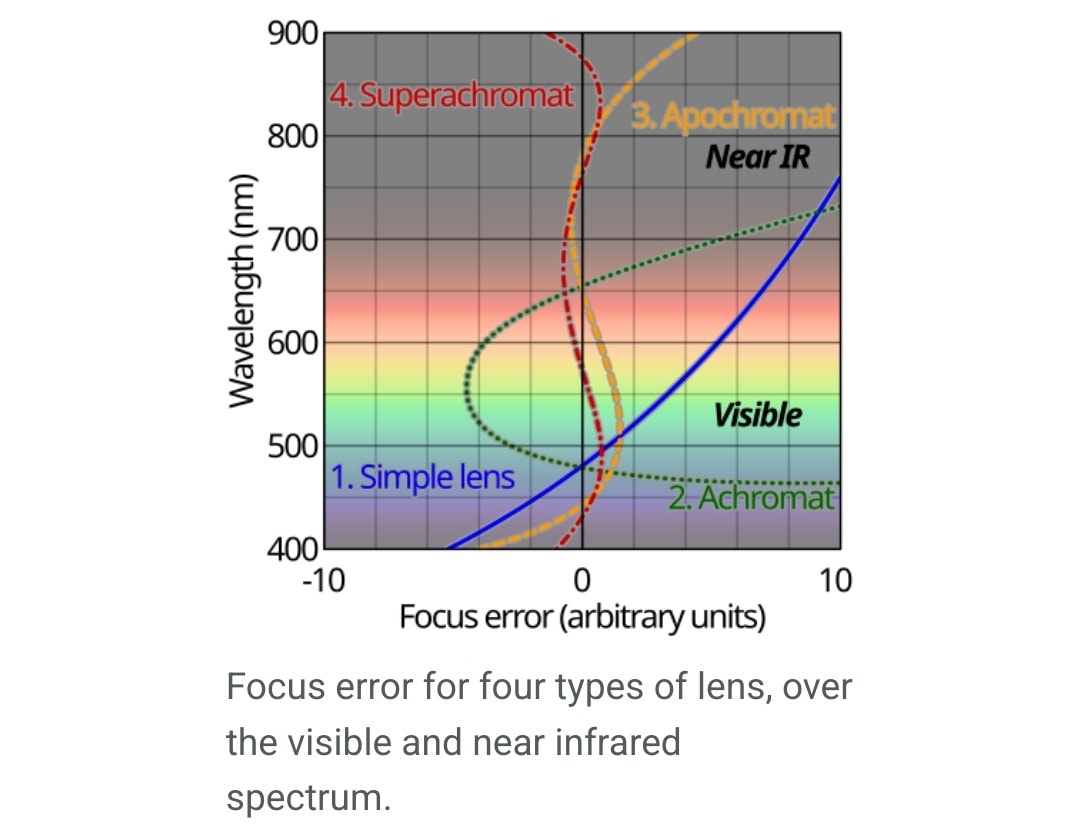 900
4. Superachromat
3. Apochromat
800
Near IR
700
Wavelength (nm)
600
Visible
500
1. Simple lens
2. Achromat
400
-10 0 10
Focus error (arbitrary units)
Focus error for four types of lens, over
the visible and near infrared
spectrum.